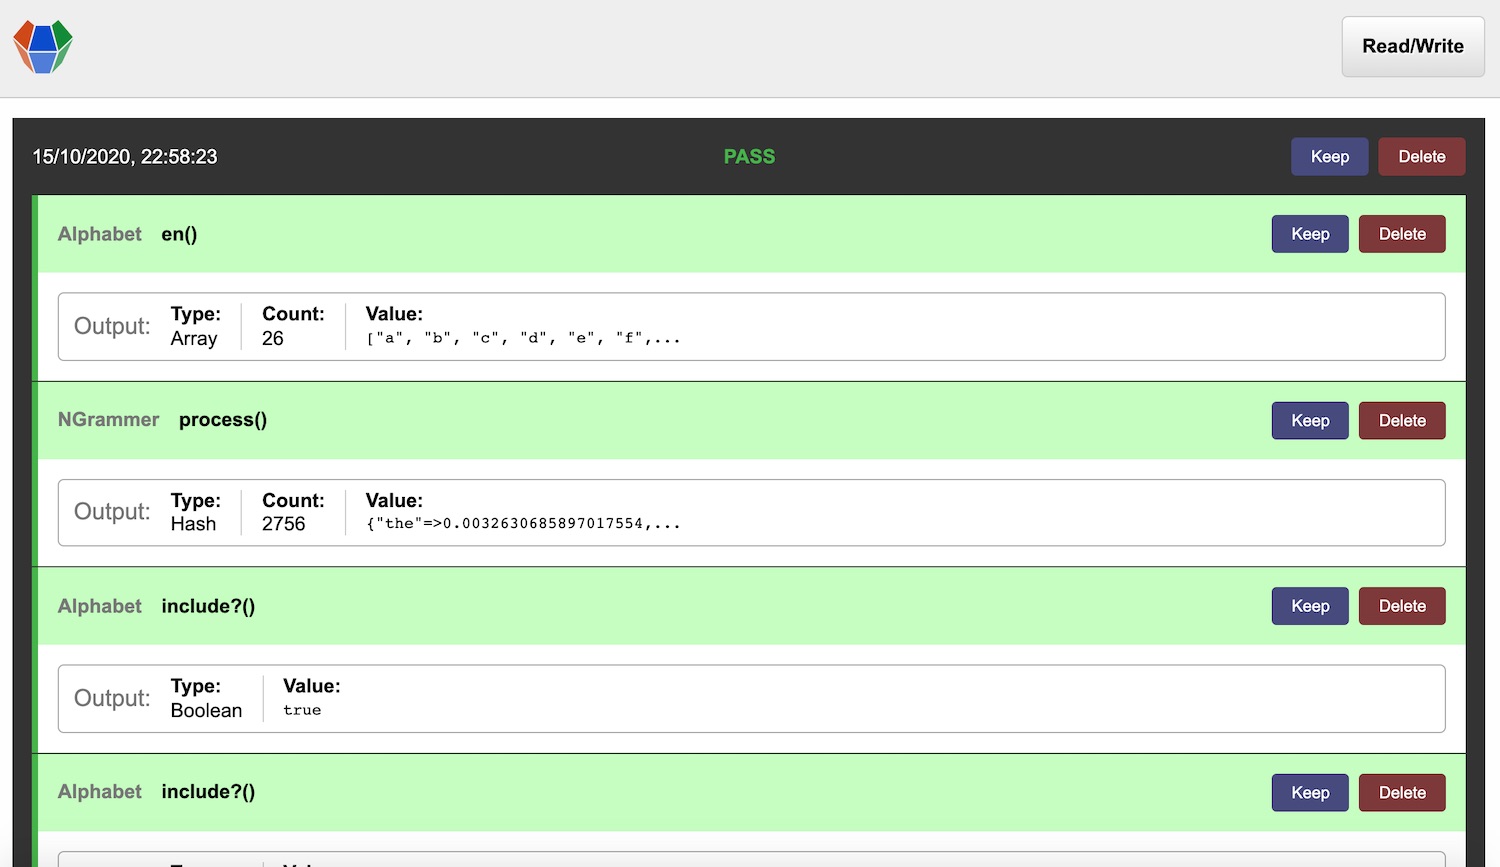 Read/Write
15/10/2020, 22:58:23 PASS Keep Delete
Alphabet en() Keep Delete
Output: Type: Array Count: 26 Value: ["a", "b", "c", "d", "e", "f",...
NGrammer process() Keep Delete
Output: Type: Hash Count: 2756 Value: {"the"=>0.0032630685897017554,...
Alphabet include?() Keep Delete
Output: Type: Boolean Value: true
Alphabet include?() Keep Delete